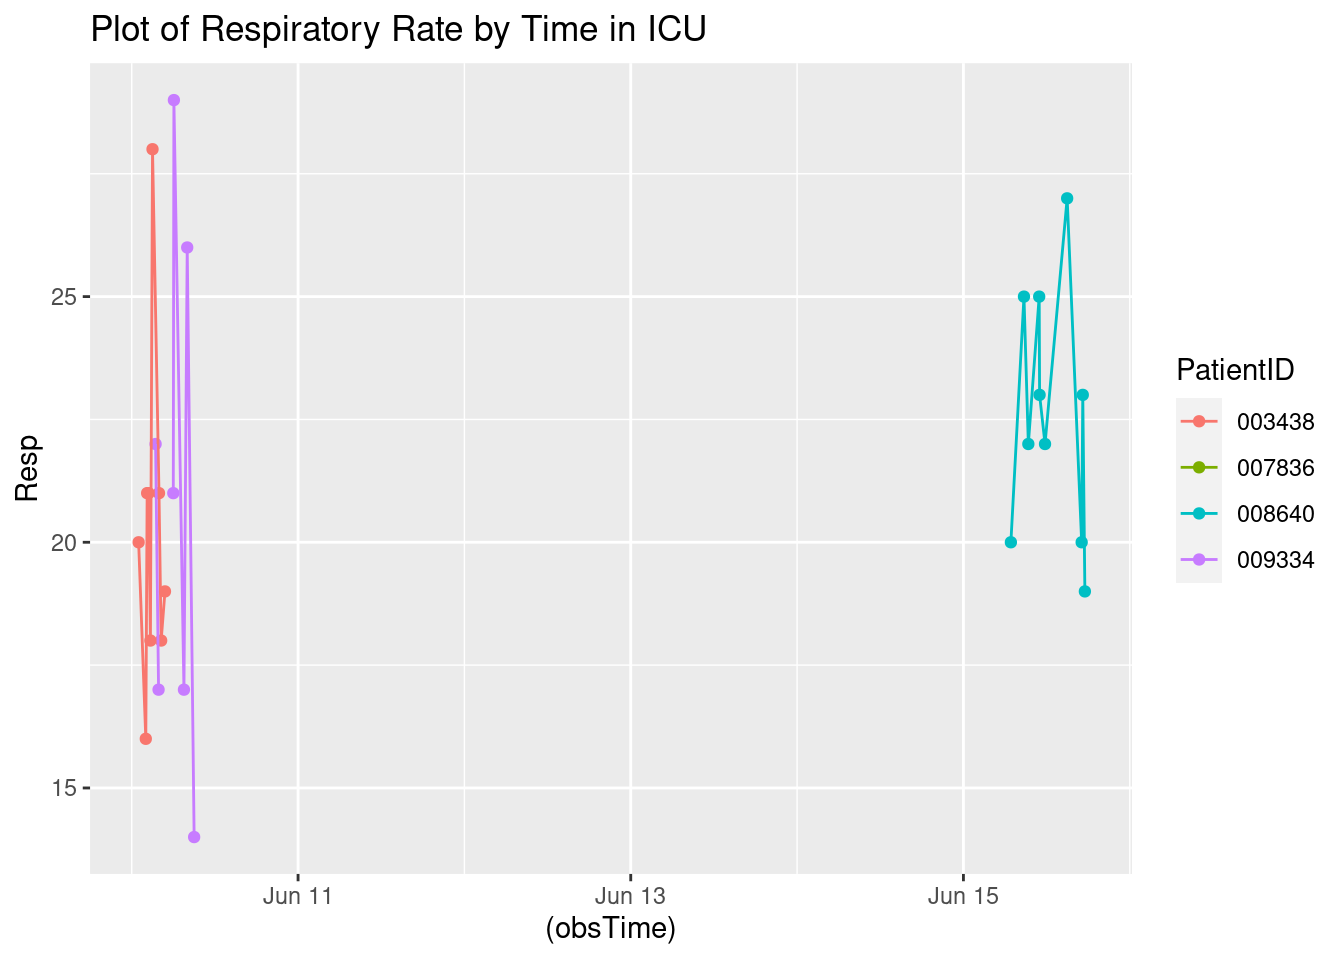 Plot of Respiratory Rate by Time in ICU
Resp
25
20
15
Jun 11
Jun 13
Jun 15
(obsTime)
PatientID
003438
007836
008640
009334